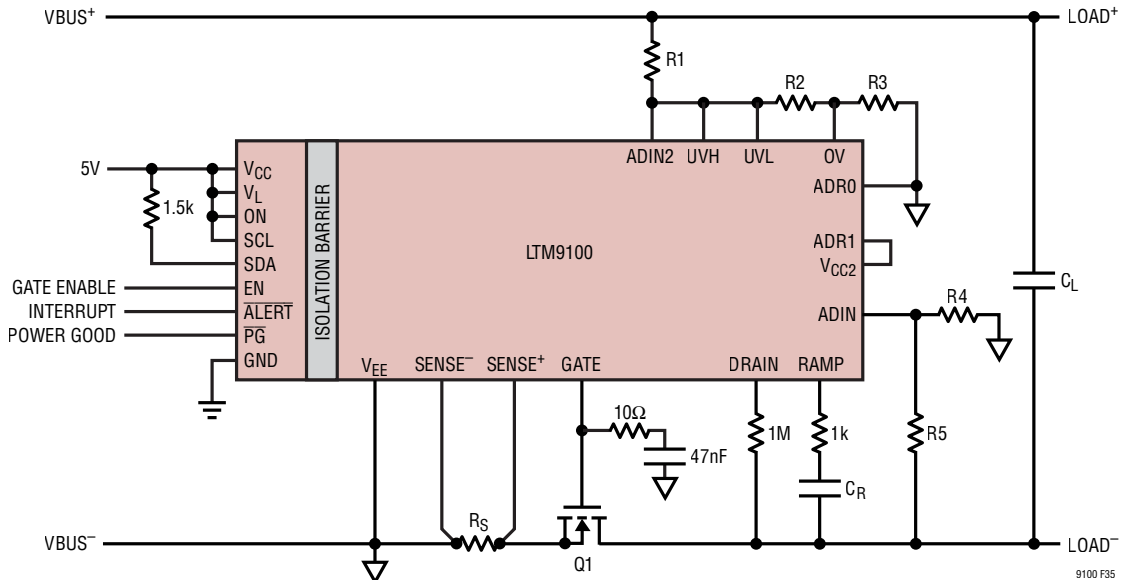 VBUS⁺
LOAD⁺
R1
R2
R3
ADIN2 UVH UVL OV
5V
1.5k
VCC
VL
ON
SCL
SDA
EN
ALERT
PG
GND
GATE ENABLE
INTERRUPT
POWER GOOD
ISOLATION BARRIER
LTM9100
ADR0
ADR1
VCC2
ADIN
R4
CL
VEE SENSE⁻ SENSE⁺ GATE DRAIN RAMP
10Ω
47nF
1M
1k
R5
CR
RS
Q1
VBUS⁻
LOAD⁻
9100 F35